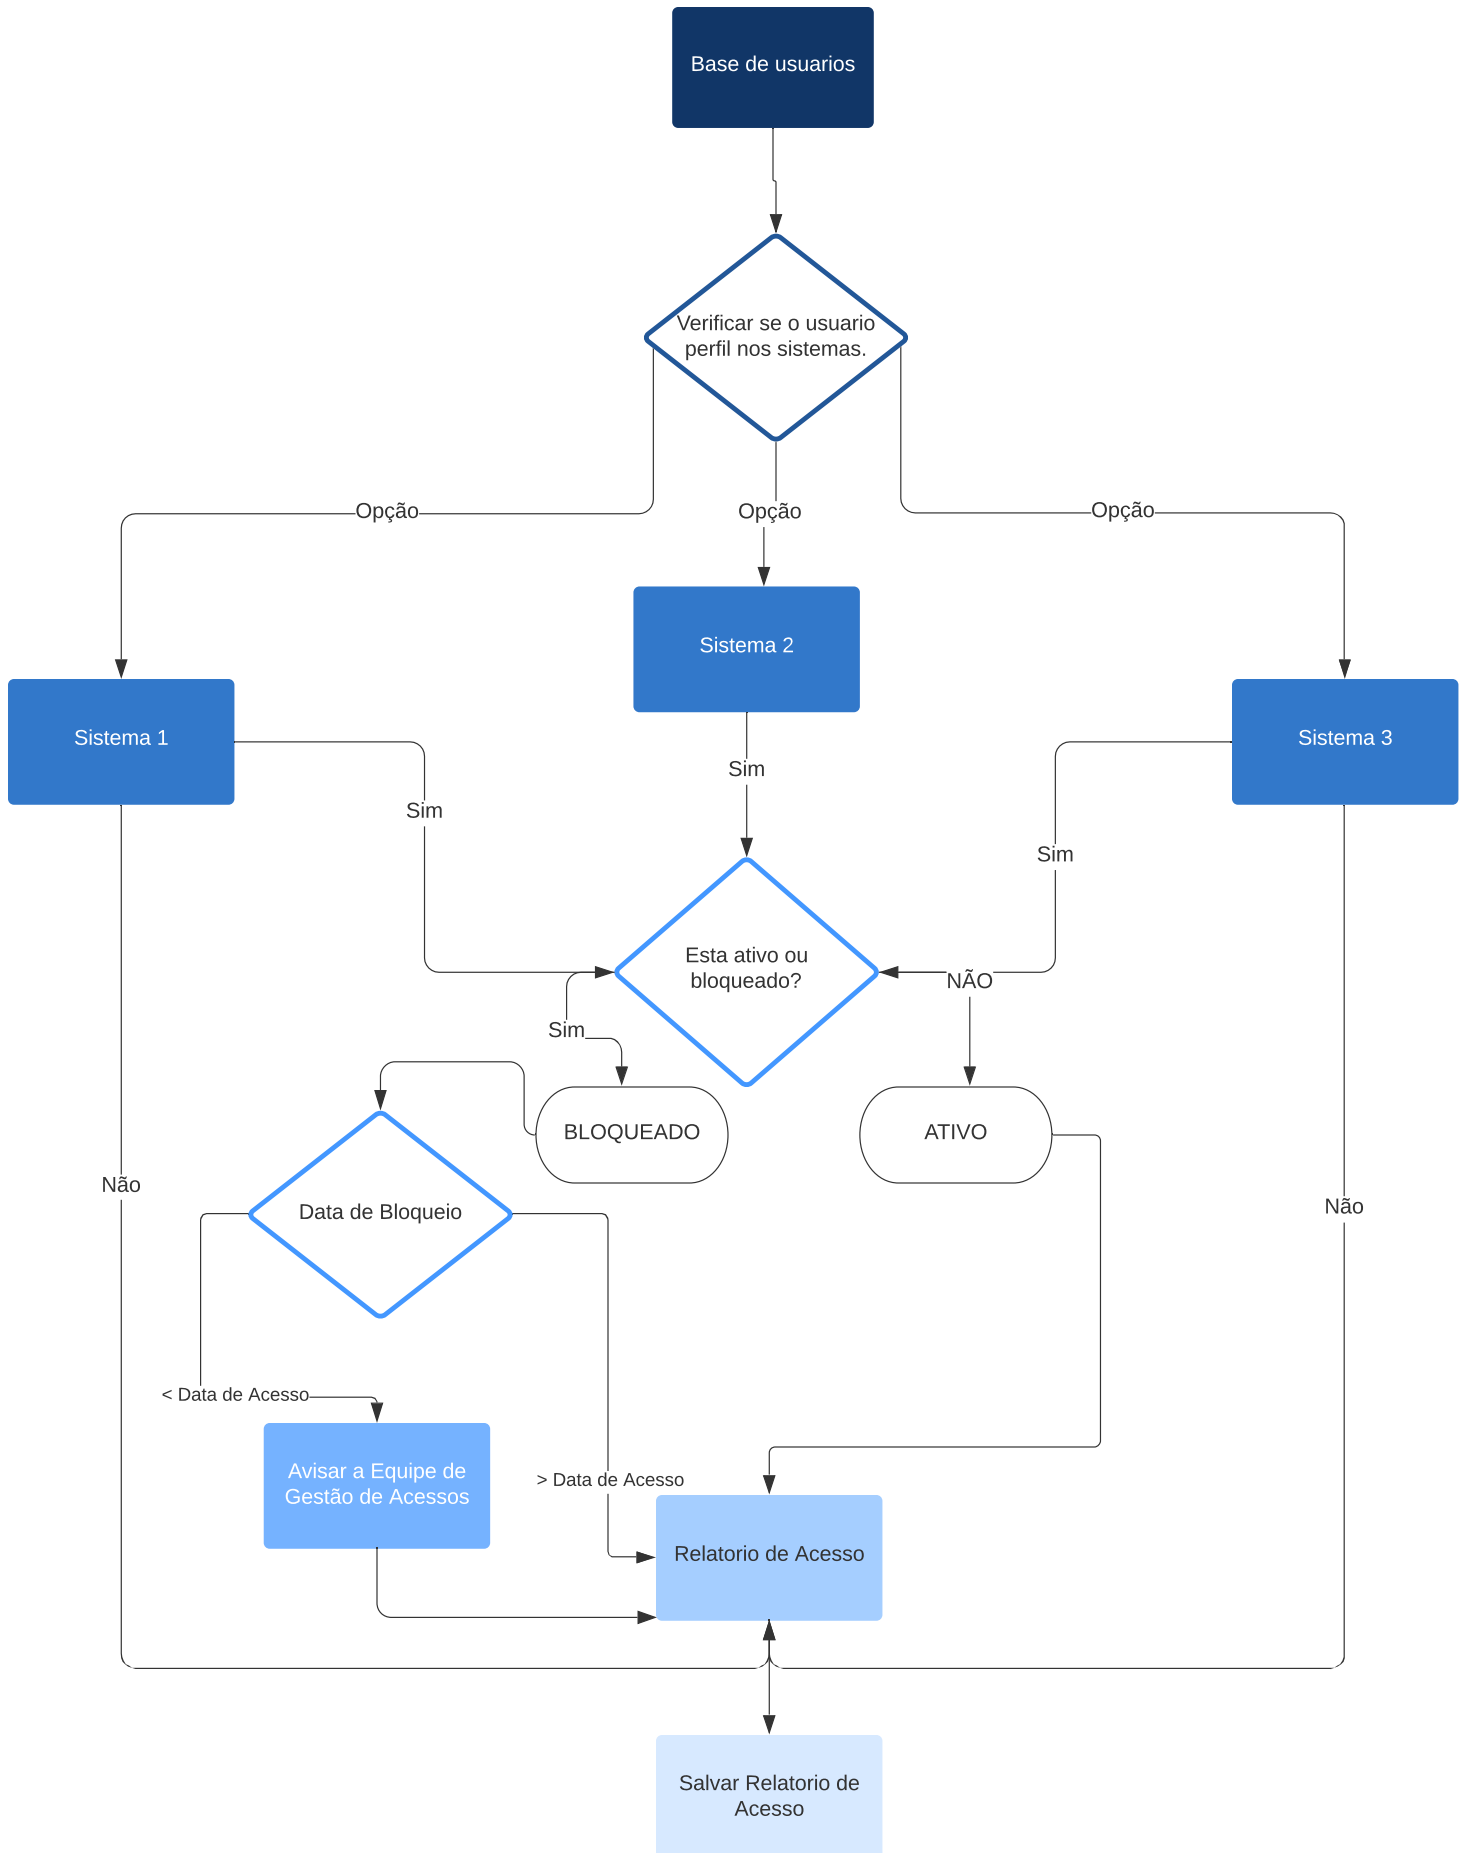 Base de usuarios
Verificar se o usuario
perfil nos sistemas.
Opção
Opção
Opção
Sistema 2
Sistema 1
Sistema 3
Sim
Sim
Sim
Esta ativo ou
bloqueado?
NÃO
Sim
BLOQUEADO
ATIVO
Não
Data de Bloqueio
Não
< Data de Acesso
Avisar a Equipe de
Gestão de Acessos
> Data de Acesso
Relatorio de Acesso
Salvar Relatorio de
Acesso